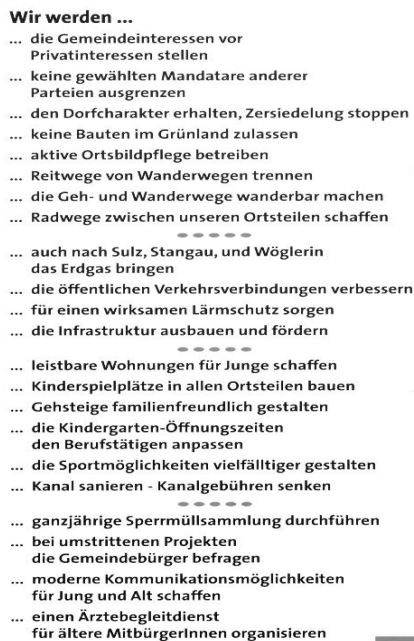 Wir werden ...
... die Gemeindeinteressen vor
Privatinteressen stellen
... keine gewählten Mandatare anderer
Parteien ausgrenzen
... den Dorfcharakter erhalten, Zersiedelung stoppen
... keine Bauten im Grünland zulassen
... aktive Ortsbildpflege betreiben
... Reitwege von Wanderwegen trennen
... die Geh- und Wanderwege wanderbar machen
... Radwege zwischen unseren Ortsteilen schaffen
... auch nach Sulz, Stangau, und Wöglerin
das Erdgas bringen
... die öffentlichen Verkehrsverbindungen verbessern
... für einen wirksamen Lärmschutz sorgen
... die Infrastruktur ausbauen und fördern
... leistbare Wohnungen für Junge schaffen
... Kinderspielplätze in allen Ortsteilen bauen
... Gehsteige familienfreundlich gestalten
... die Kindergarten-Öffnungszeiten
den Berufstätigen anpassen
... die Sportmöglichkeiten vielfälltiger gestalten
... Kanal sanieren - Kanalgebühren senken
... ganzjährige Sperrmüllsammlung durchführen
... bei umstrittenen Projekten
die Gemeindebürger befragen
... moderne Kommunikationsmöglichkeiten
für Jung und Alt schaffen
... einen Ärztebegleitdienst
für ältere MitbürgerInnen organisieren